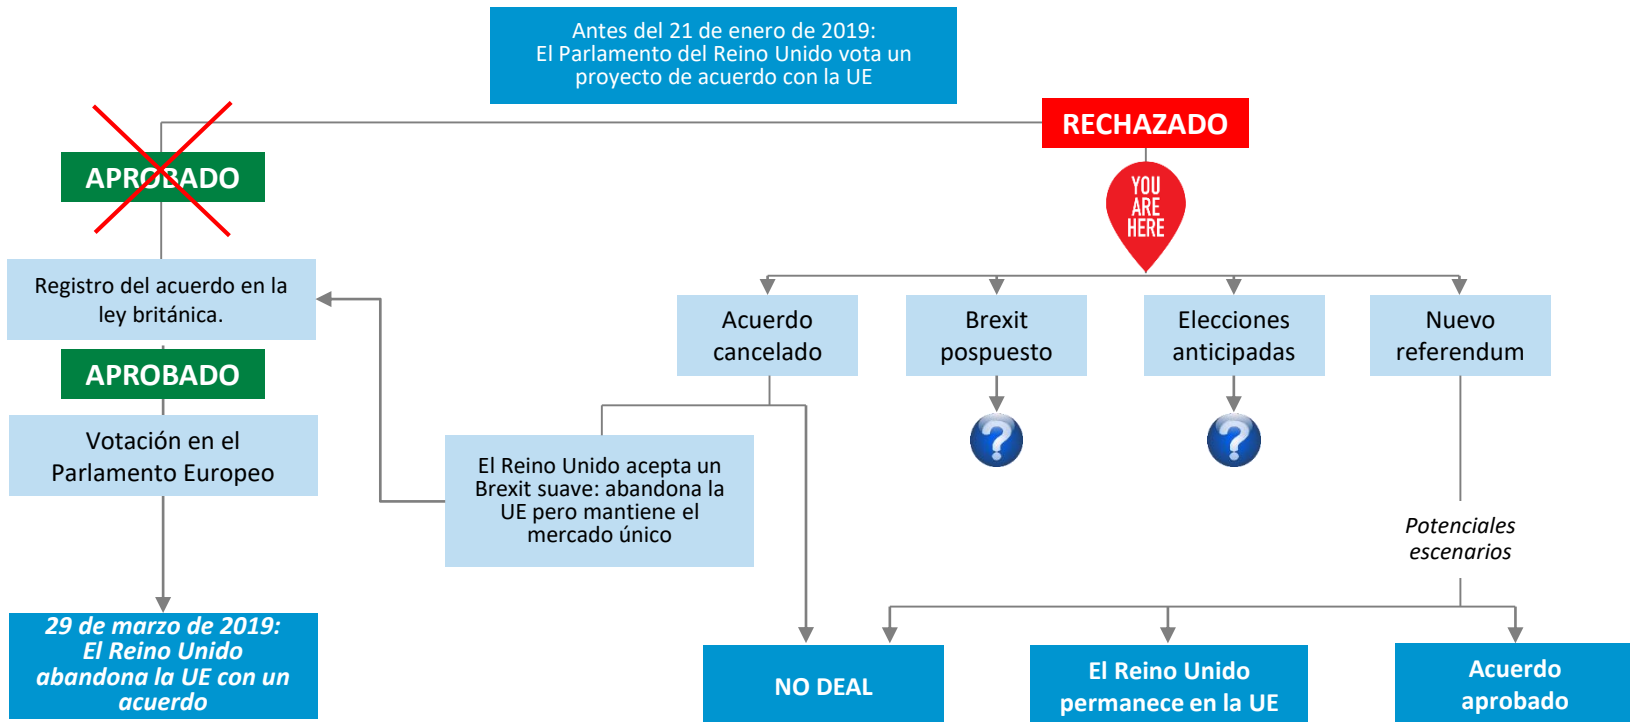 Antes del 21 de enero de 2019:
El Parlamento del Reino Unido vota un
proyecto de acuerdo con la UE
RECHAZADO
APROBADO
YOU
ARE
HERE
Registro del acuerdo en la
ley británica.
Acuerdo
cancelado
Brexit
pospuesto
Elecciones
anticipadas
Nuevo
referendum
APROBADO
?
?
Votación en el
Parlamento Europeo
El Reino Unido acepta un
Brexit suave: abandona la
UE pero mantiene el
mercado único
Potenciales
escenarios
29 de marzo de 2019:
El Reino Unido
abandona la UE con un
acuerdo
NO DEAL
El Reino Unido
permanece en la UE
Acuerdo
aprobado